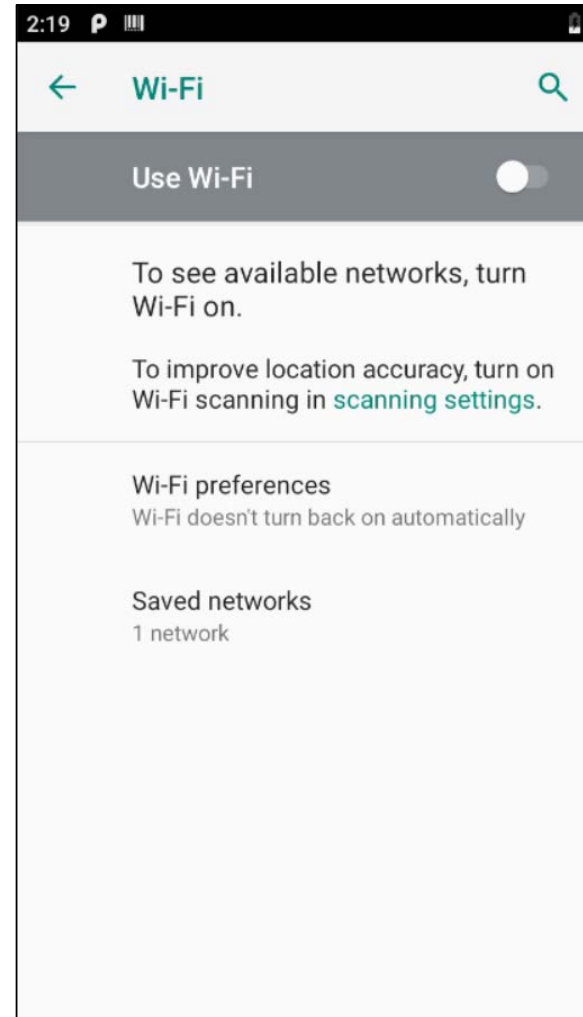 2:19
Wi-Fi
Use Wi-Fi
To see available networks, turn
Wi-Fi on.
To improve location accuracy, turn on
Wi-Fi scanning in scanning settings.
Wi-Fi preferences
Wi-Fi doesn't turn back on automatically
Saved networks
1 network